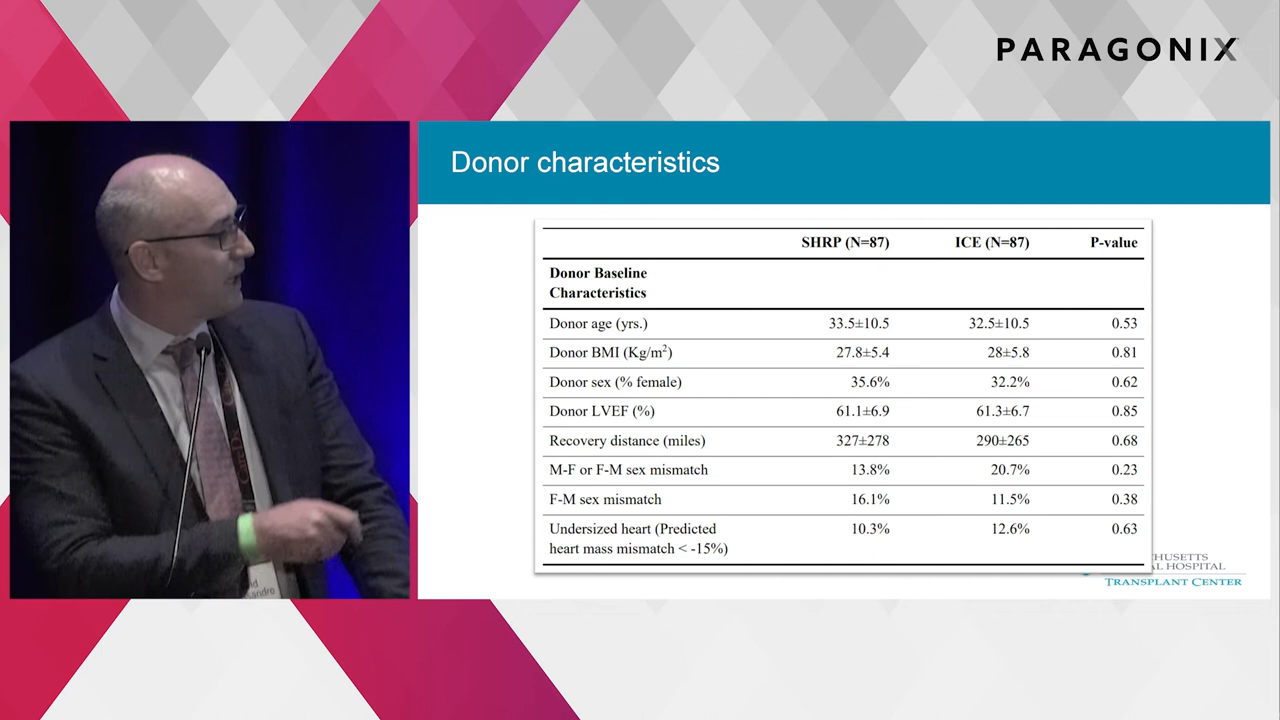 PARAGONIX
Donor characteristics
SHRP (N=87) ICE (N=87) P-value
Donor Baseline
Characteristics
Donor age (yrs.) 33.5±10.5 32.5±10.5 0.53
Donor BMI (Kg/m²) 27.8±5.4 28±5.8 0.81
Donor sex (% female) 35.6% 32.2% 0.62
Donor LVEF (%) 61.1±6.9 61.3±6.7 0.85
Recovery distance (miles) 327±278 290±265 0.68
M-F or F-M sex mismatch 13.8% 20.7% 0.23
F-M sex mismatch 16.1% 11.5% 0.38
Undersized heart (Predicted 10.3% 12.6% 0.63
heart mass mismatch < -15%)
HUSETTS
AL HOSPITAL
TRANSPLANT CENTER